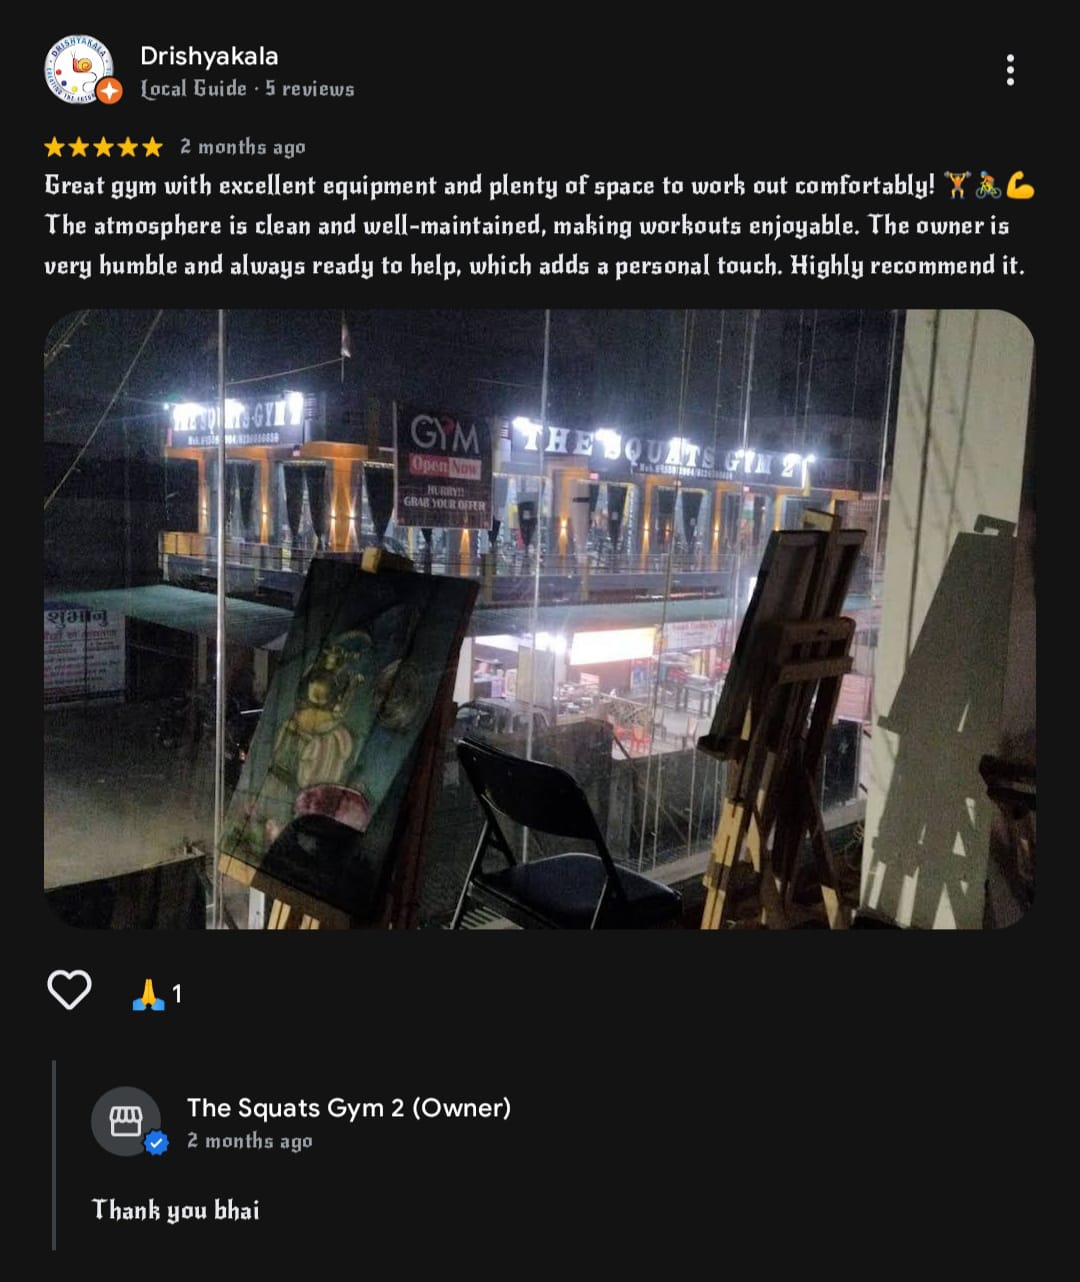 DRISHYAKALA
Drishyakala
Local Guide · 5 reviews
2 months ago
Great gym with excellent equipment and plenty of space to work out comfortably! 🏋️🚴💪
The atmosphere is clean and well-maintained, making workouts enjoyable. The owner is
very humble and always ready to help, which adds a personal touch. Highly recommend it.
THE SQUATS GYM 2
GYM
Open Now
HURRY!!
GRAB YOUR OFFER
THE SQUATS GYM 2
शुभानु
🙏 1
The Squats Gym 2 (Owner)
2 months ago
Thank you bhai